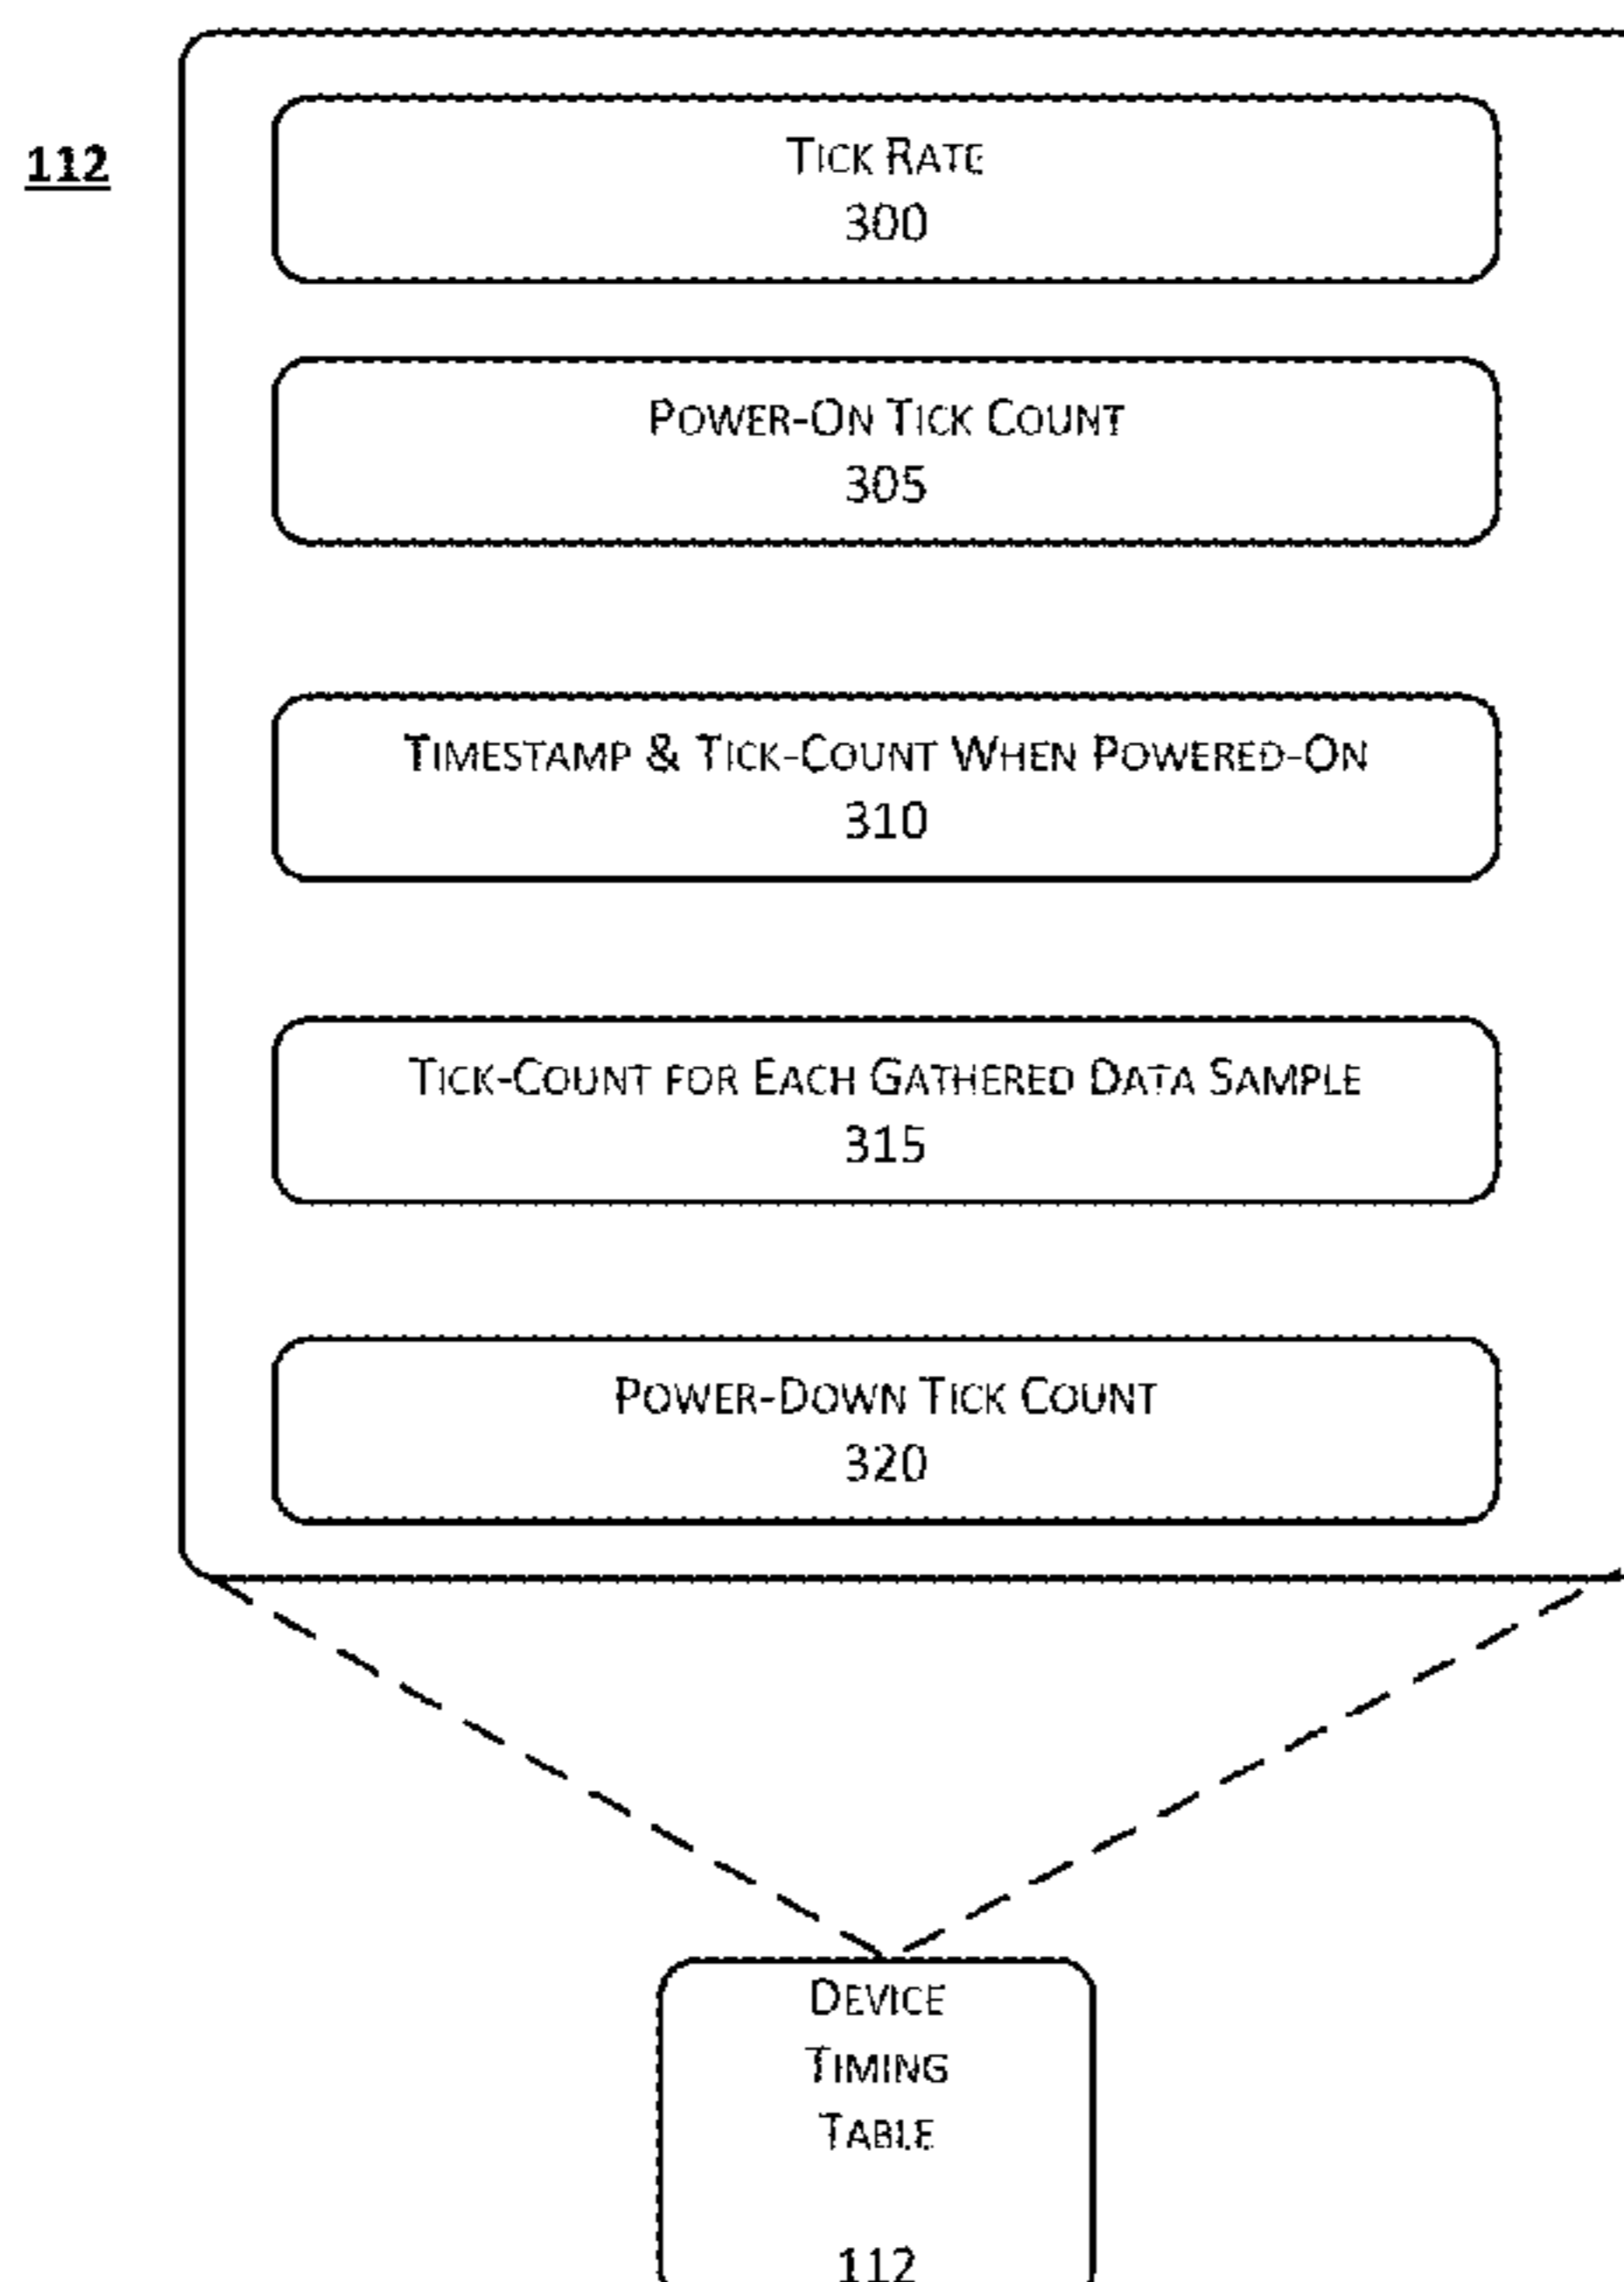 112
TICK RATE
300
POWER-ON TICK COUNT
305
TIMESTAMP & TICK-COUNT WHEN POWERED-ON
310
TICK-COUNT FOR EACH GATHERED DATA SAMPLE
315
POWER-DOWN TICK COUNT
320
DEVICE
TIMING
TABLE
112